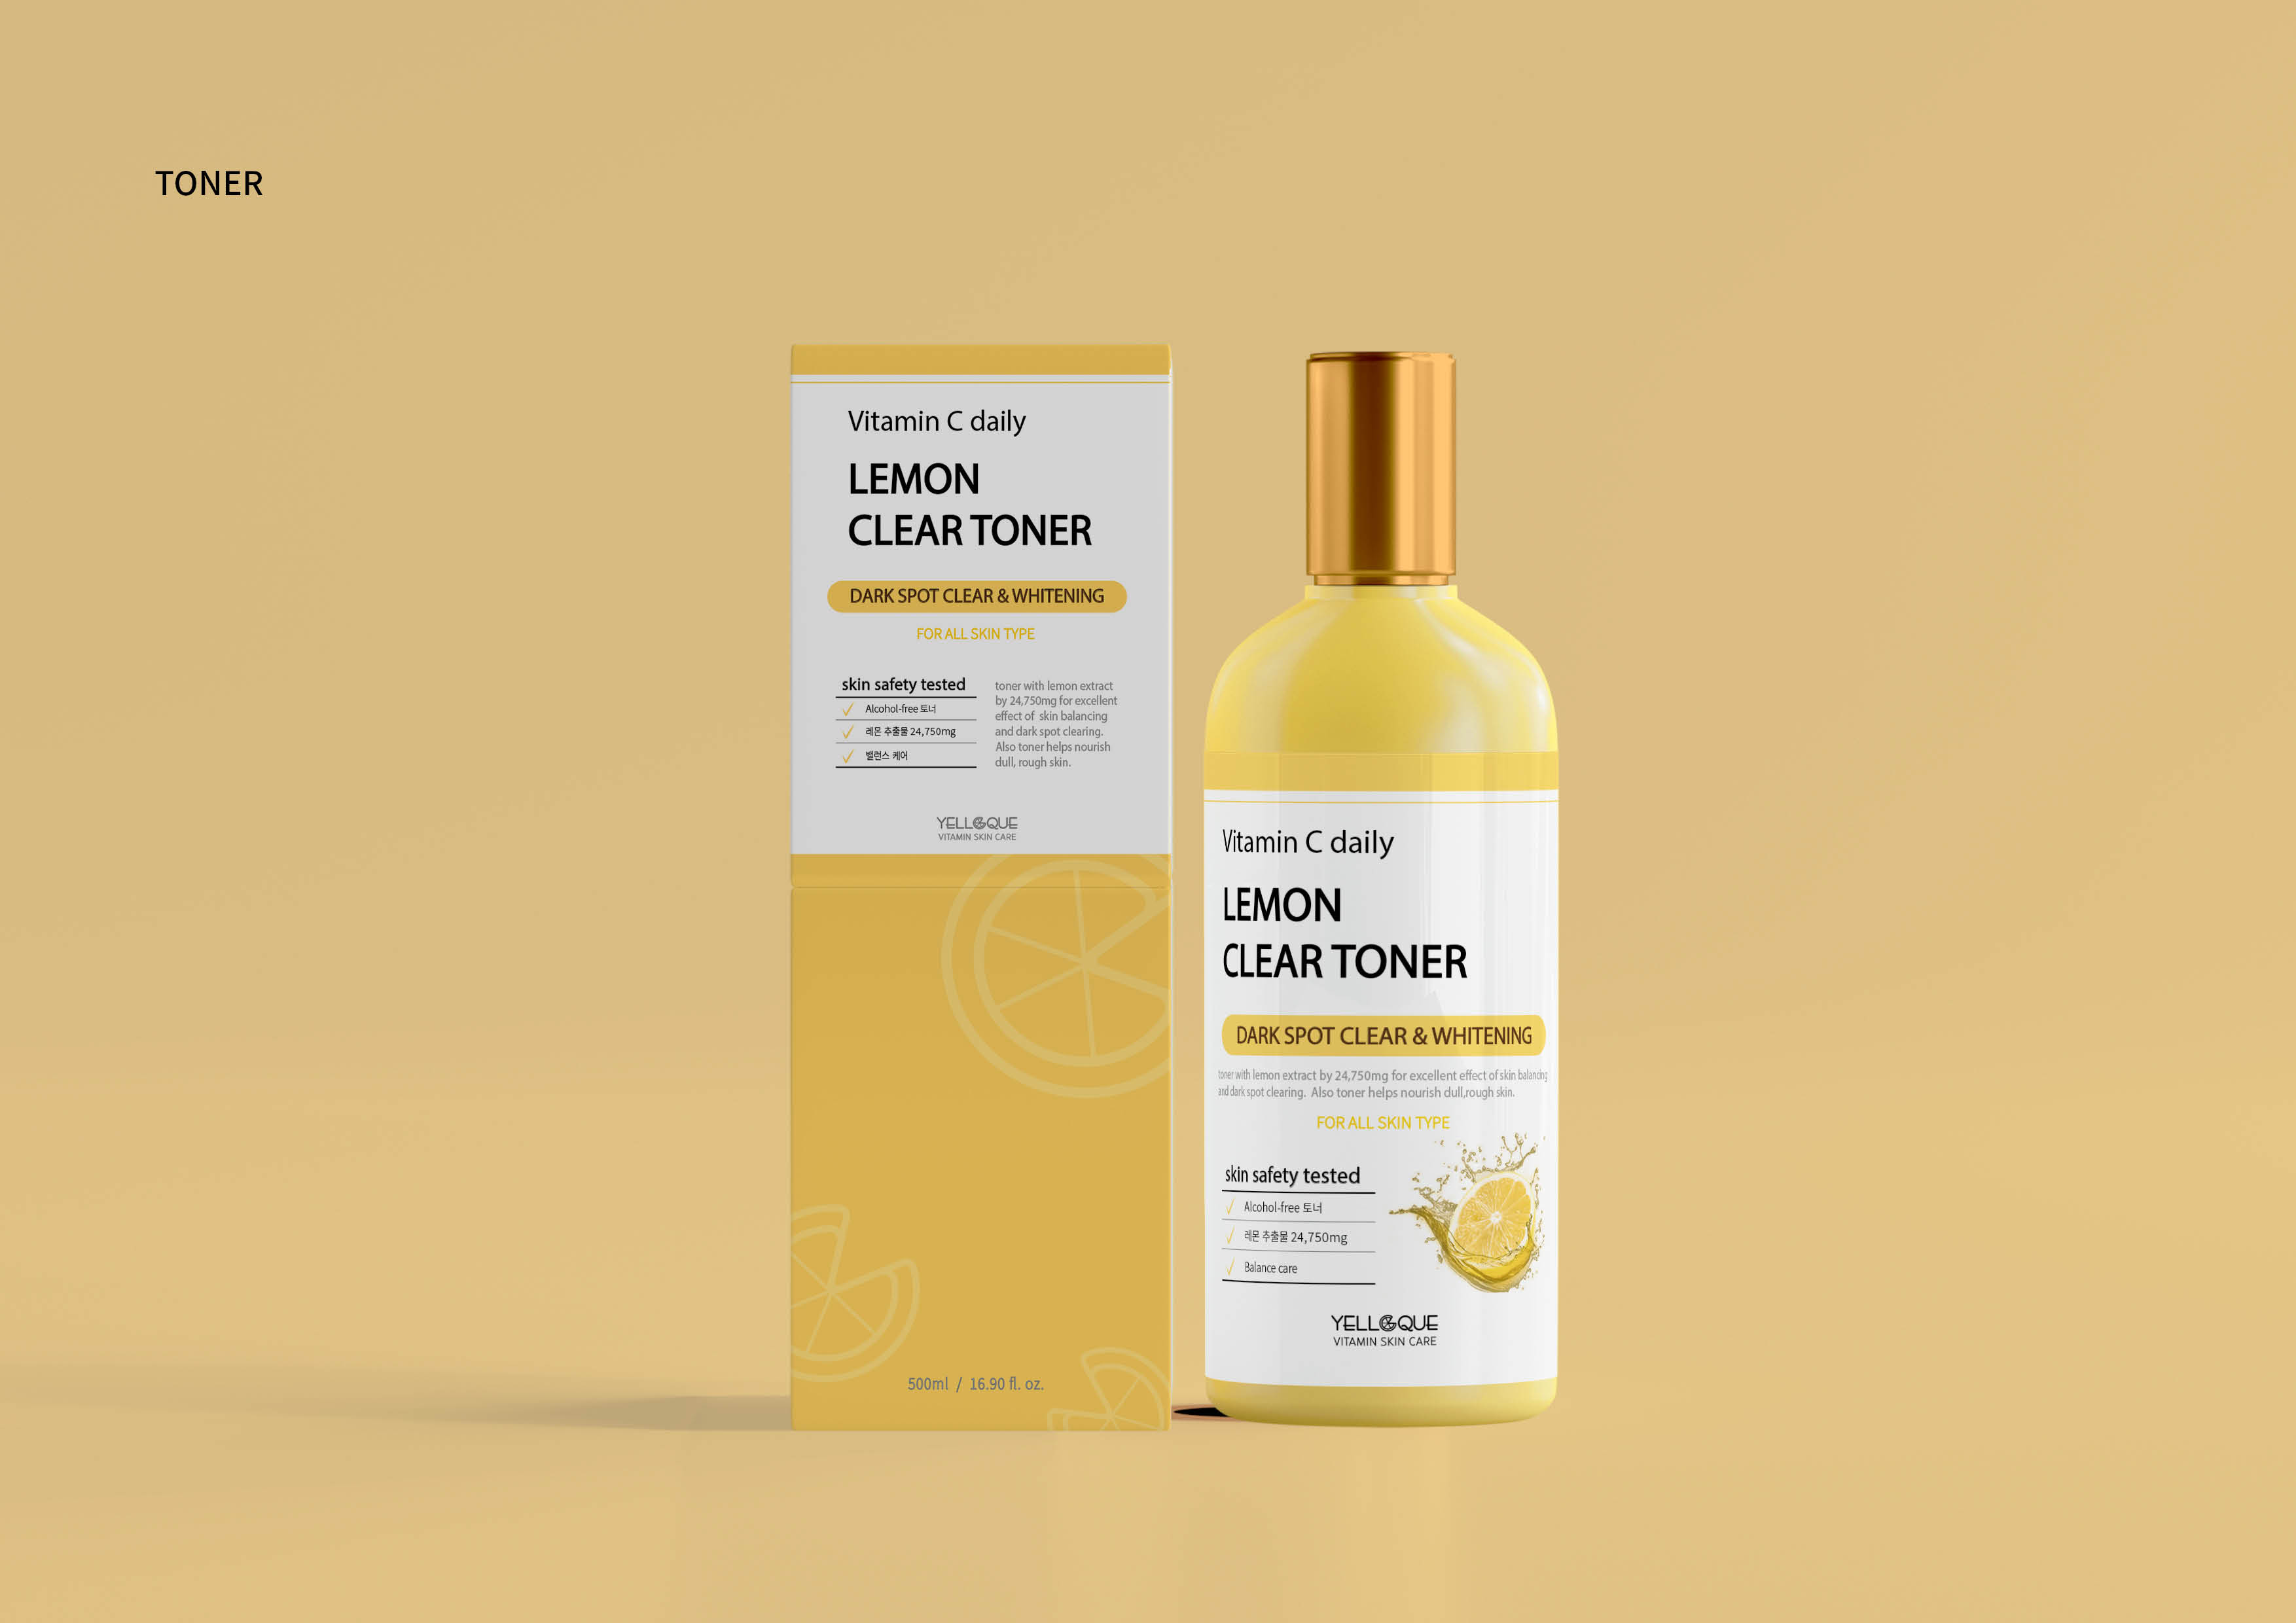 TONER
Vitamin C daily
LEMON
CLEAR TONER
DARK SPOT CLEAR & WHITENING
FOR ALL SKIN TYPE
skin safety tested
Alcohol-free 토너
레몬 추출물 24,750mg
밸런스 케어
toner with lemon extract
by 24,750mg for excellent
effect of skin balancing
and dark spot clearing.
Also toner helps nourish
dull, rough skin.
YELLOQUE
VITAMIN SKIN CARE
500ml / 16.90 fl. oz.
Vitamin C daily
LEMON
CLEAR TONER
DARK SPOT CLEAR & WHITENING
toner with lemon extract by 24,750mg for excellent effect of skin balancing
and dark spot clearing. Also toner helps nourish dull,rough skin.
FOR ALL SKIN TYPE
skin safety tested
Alcohol-free 토너
레몬 추출물 24,750mg
Balance care
YELLOQUE
VITAMIN SKIN CARE